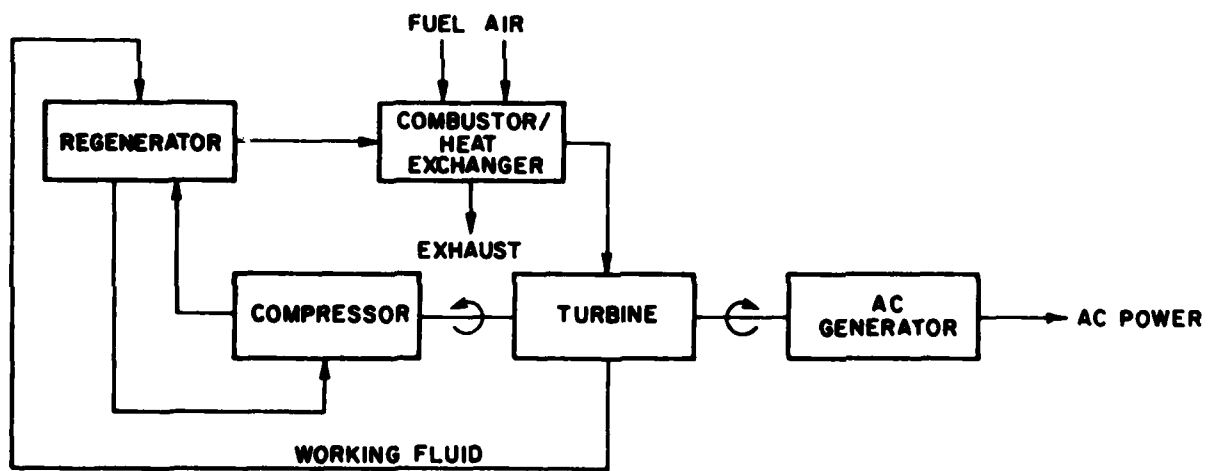 FUEL AIR
REGENERATOR
COMBUSTOR/
HEAT
EXCHANGER
EXHAUST
COMPRESSOR
TURBINE
AC
GENERATOR
AC POWER
WORKING FLUID